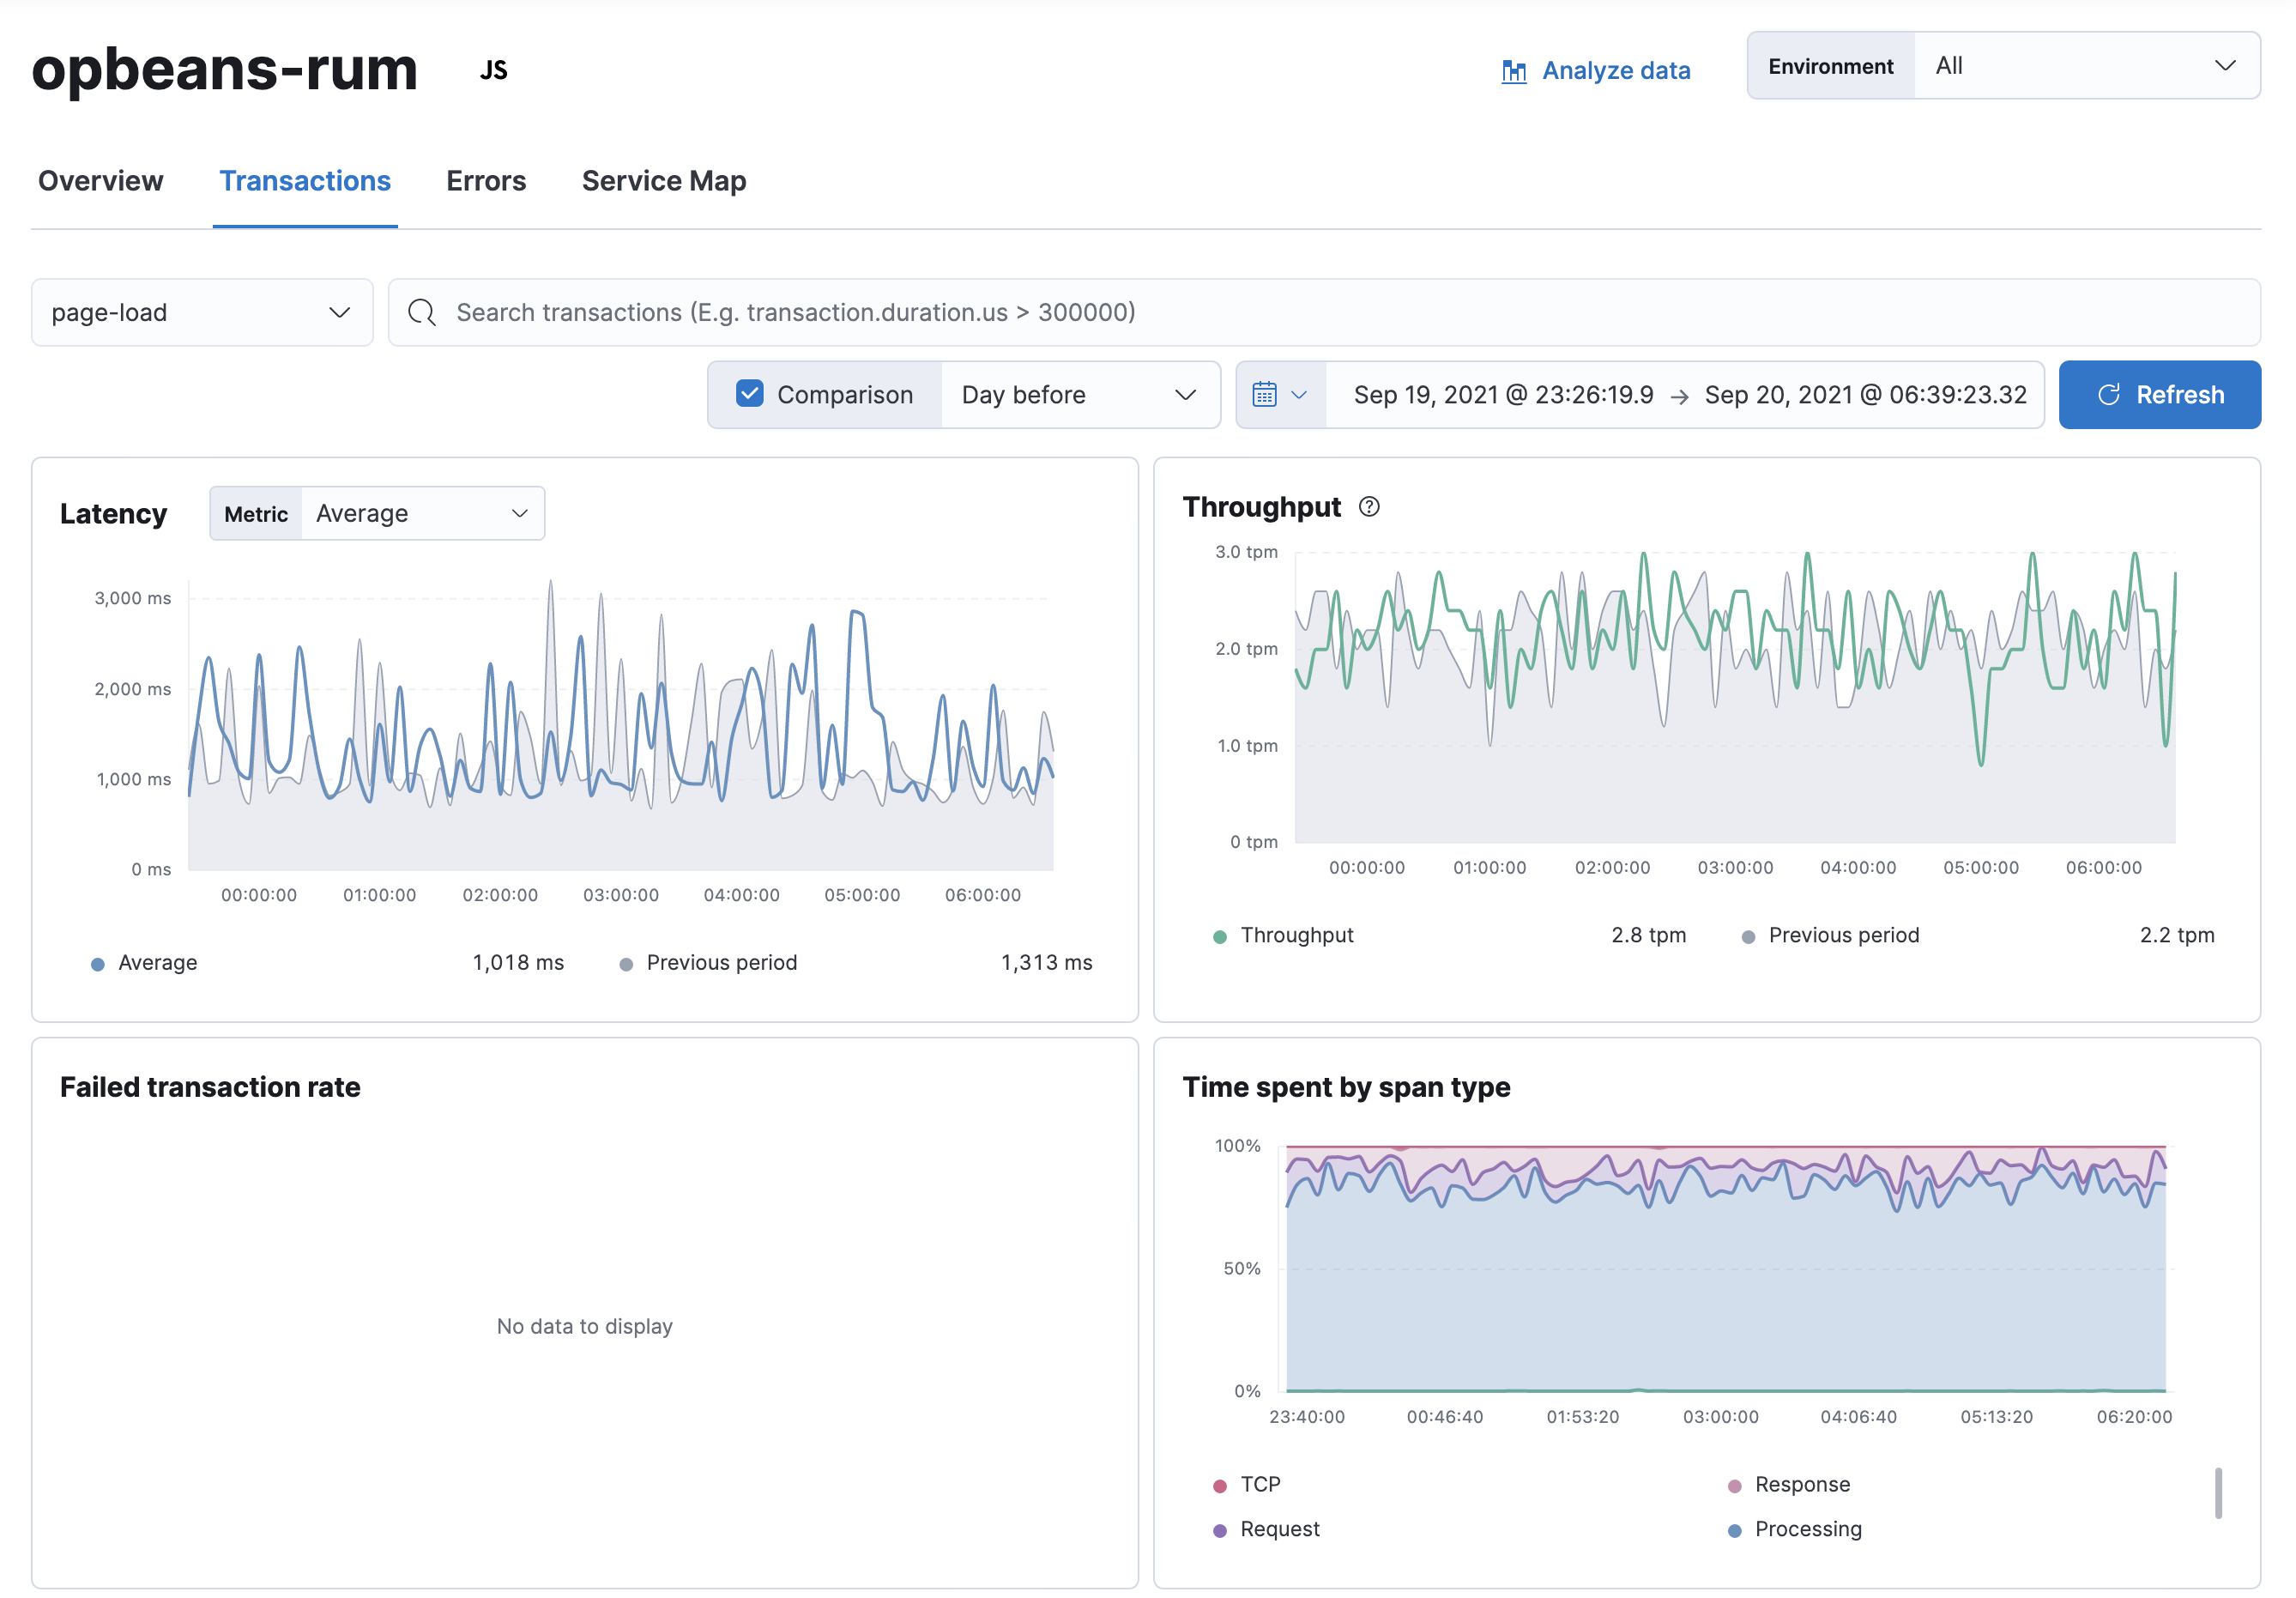 opbeans-rum JS Analyze data Environment All
Overview Transactions Errors Service Map
page-load Search transactions (E.g. transaction.duration.us > 300000)
Comparison Day before Sep 19, 2021 @ 23:26:19.9 → Sep 20, 2021 @ 06:39:23.32 Refresh
Latency Metric Average
3,000 ms
2,000 ms
1,000 ms
0 ms
00:00:00 01:00:00 02:00:00 03:00:00 04:00:00 05:00:00 06:00:00
Average 1,018 ms Previous period 1,313 ms
Throughput ?
3.0 tpm
2.0 tpm
1.0 tpm
0 tpm
00:00:00 01:00:00 02:00:00 03:00:00 04:00:00 05:00:00 06:00:00
Throughput 2.8 tpm Previous period 2.2 tpm
Failed transaction rate
No data to display
Time spent by span type
100%
50%
0%
23:40:00 00:46:40 01:53:20 03:00:00 04:06:40 05:13:20 06:20:00
TCP Response
Request Processing